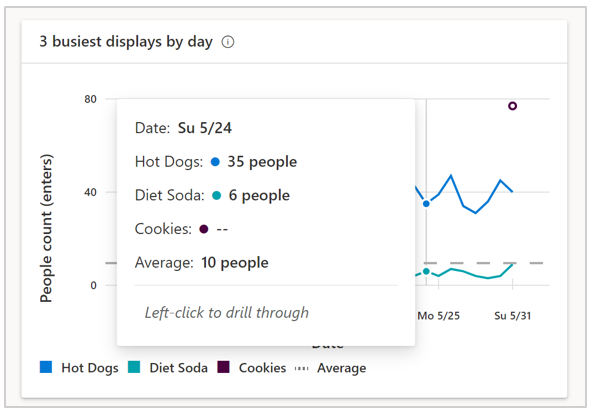 3 busiest displays by day
People count (enters)
80
40
0
Date: Su 5/24
Hot Dogs: 35 people
Diet Soda: 6 people
Cookies: --
Average: 10 people
Left-click to drill through
Mo 5/25 Su 5/31
Date
Hot Dogs Diet Soda Cookies Average